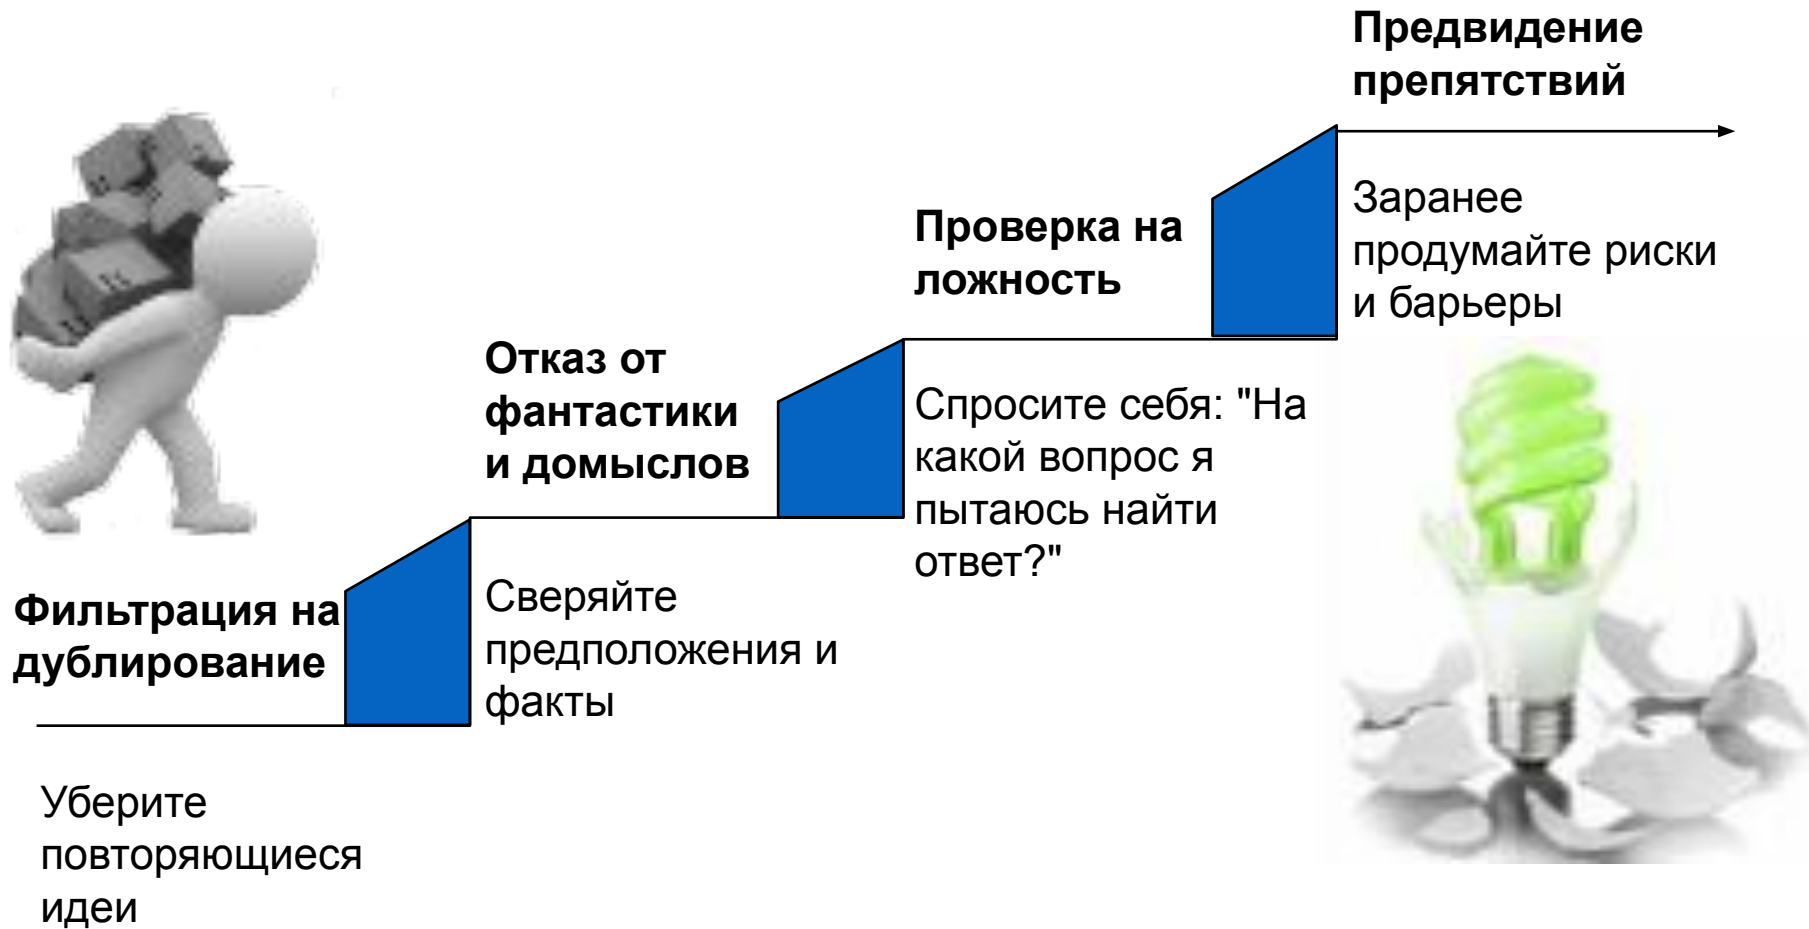 Фильтрация на
дублирование
Уберите
повторяющиеся
идеи
Отказ от
фантастики
и домыслов
Сверяйте
предположения и
факты
Проверка на
ложность
Спросите себя: "На
какой вопрос я
пытаюсь найти
ответ?"
Предвидение
препятствий
Заранее
продумайте риски
и барьеры